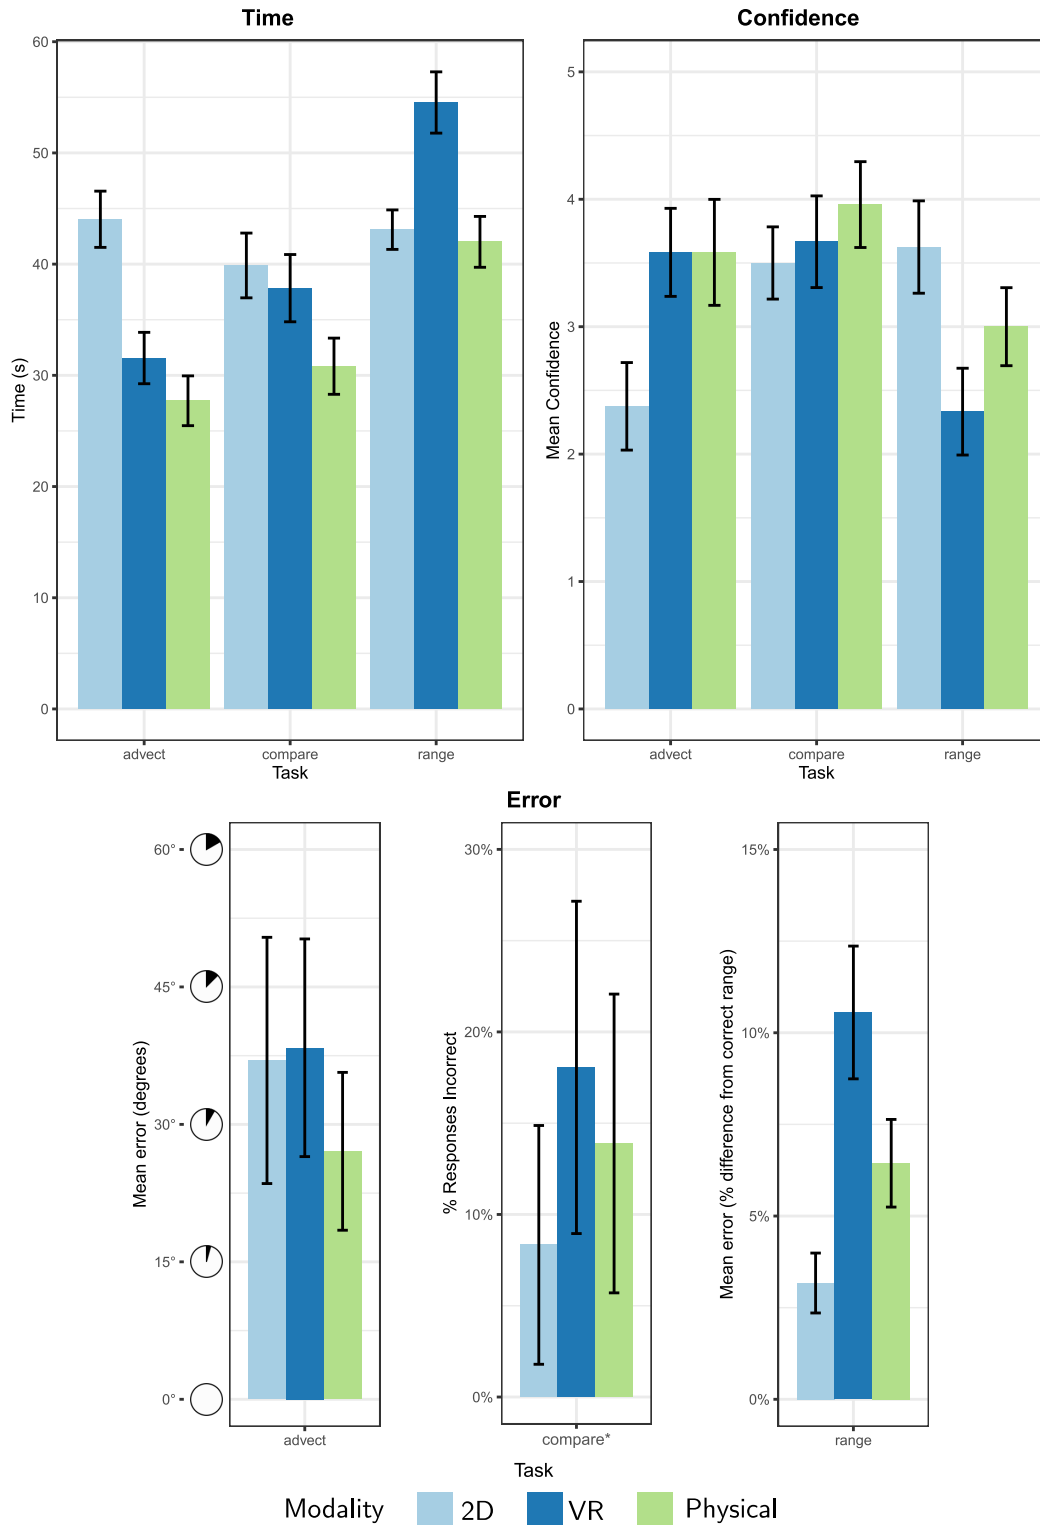 Time
Confidence
60
50
40
30
20
10
0
Time (s)
advect
compare
range
Task
5
4
3
2
1
0
Mean Confidence
advect
compare
range
Task
Error
60°
45°
30°
15°
0°
Mean error (degrees)
advect
30%
20%
10%
0%
% Responses Incorrect
compare*
15%
10%
5%
0%
Mean error (% difference from correct range)
range
Task
Modality 2D VR Physical